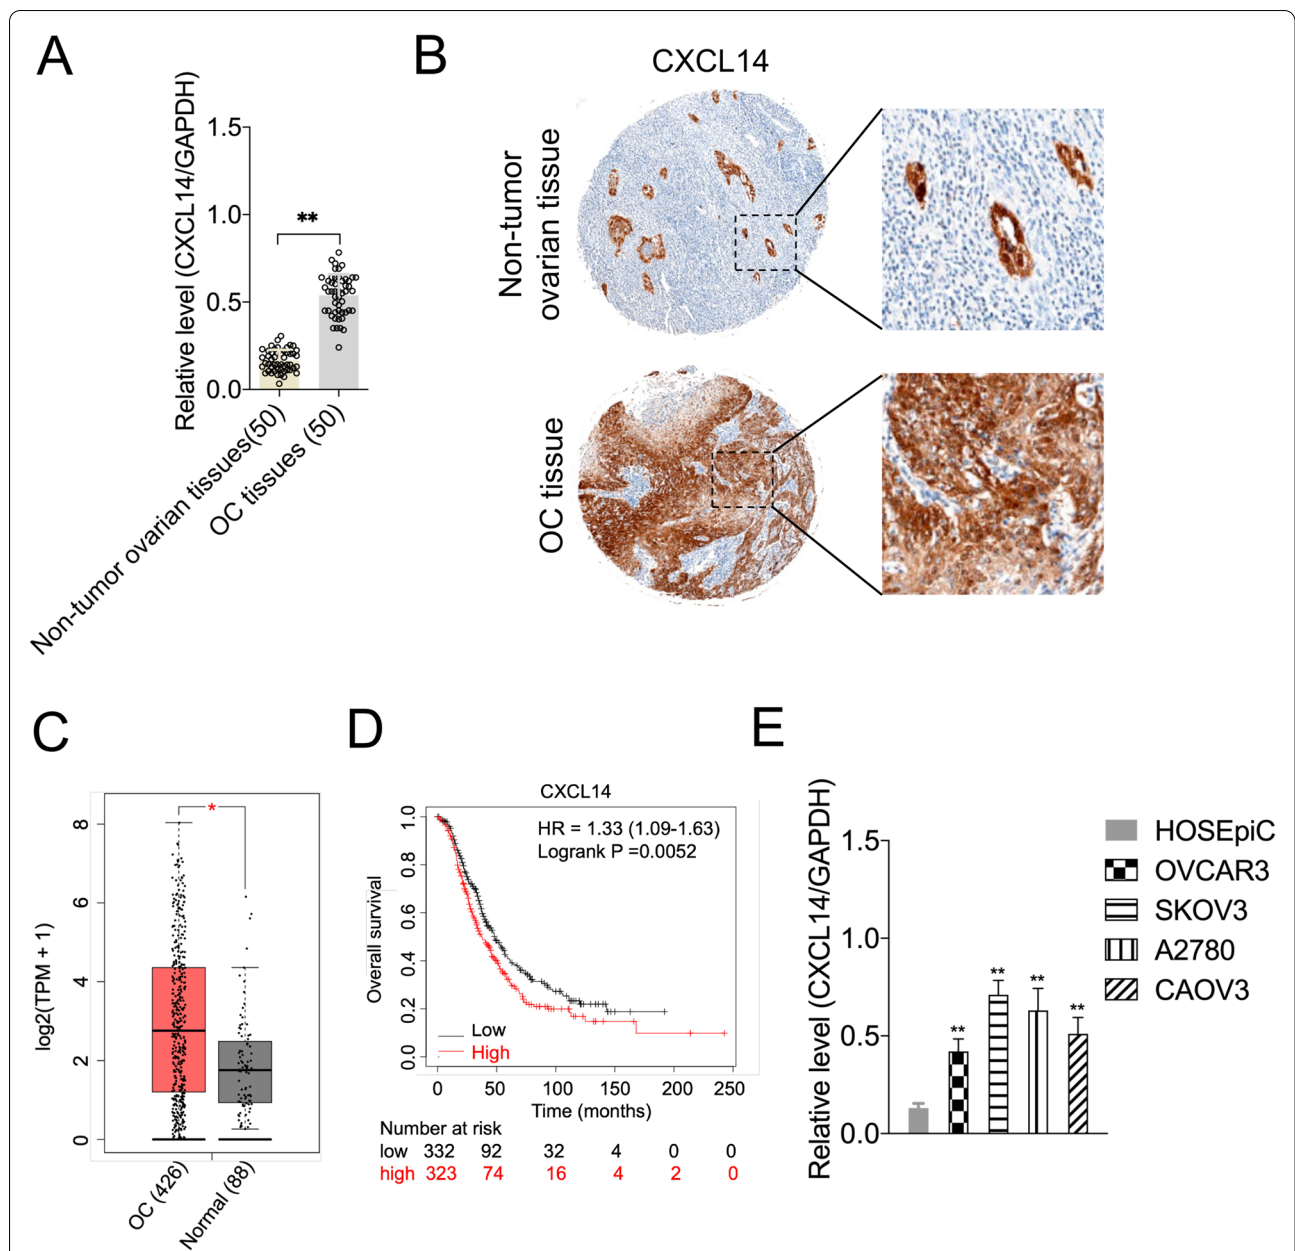 A
Relative level (CXCL14/GAPDH)
1.5
1.0
0.5
0.0
**
Non-tumor ovarian tissues(50)
OC tissues (50)
B
CXCL14
Non-tumor
ovarian tissue
OC tissue
C
log2(TPM + 1)
8
6
4
2
0
*
OC (426)
Normal (88)
D
CXCL14
Overall survival
1.0
0.8
0.6
0.4
0.2
0.0
HR = 1.33 (1.09-1.63)
Logrank P =0.0052
Low
High
0 50 100 150 200 250
Time (months)
Number at risk
low 332 92 32 4 0 0
high 323 74 16 4 2 0
E
Relative level (CXCL14/GAPDH)
1.5
1.0
0.5
0.0
**
**
**
**
HOSEpiC
OVCAR3
SKOV3
A2780
CAOV3